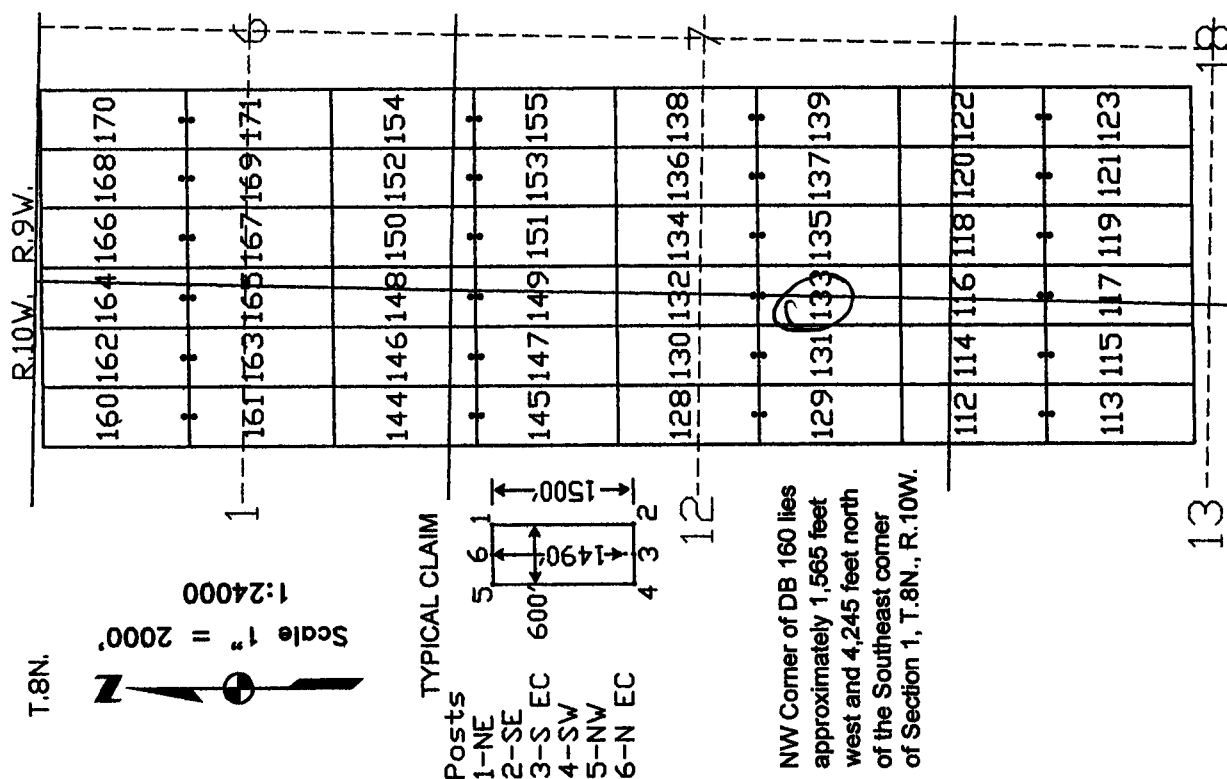 T.8N.
R.10W. R.9W.
N
Scale 1" = 2000'
1:24000
160 162 164 166 168 170
161 163 165 167 169 171
1 6
144 146 148 150 152 154
145 147 149 151 153 155
TYPICAL CLAIM
Posts
1-NE
2-SE
3-S EC
4-SW
5-NW
6-N EC
5 6 1
600' 1490' 1500'
4 3 2
128 130 132 134 136 138
12 7
129 131 133 135 137 139
112 114 116 118 120 122
113 115 117 119 121 123
13 18
NW Corner of DB 160 lies
approximately 1,565 feet
west and 4,245 feet north
of the Southeast corner
of Section 1, T.8N., R.10W.